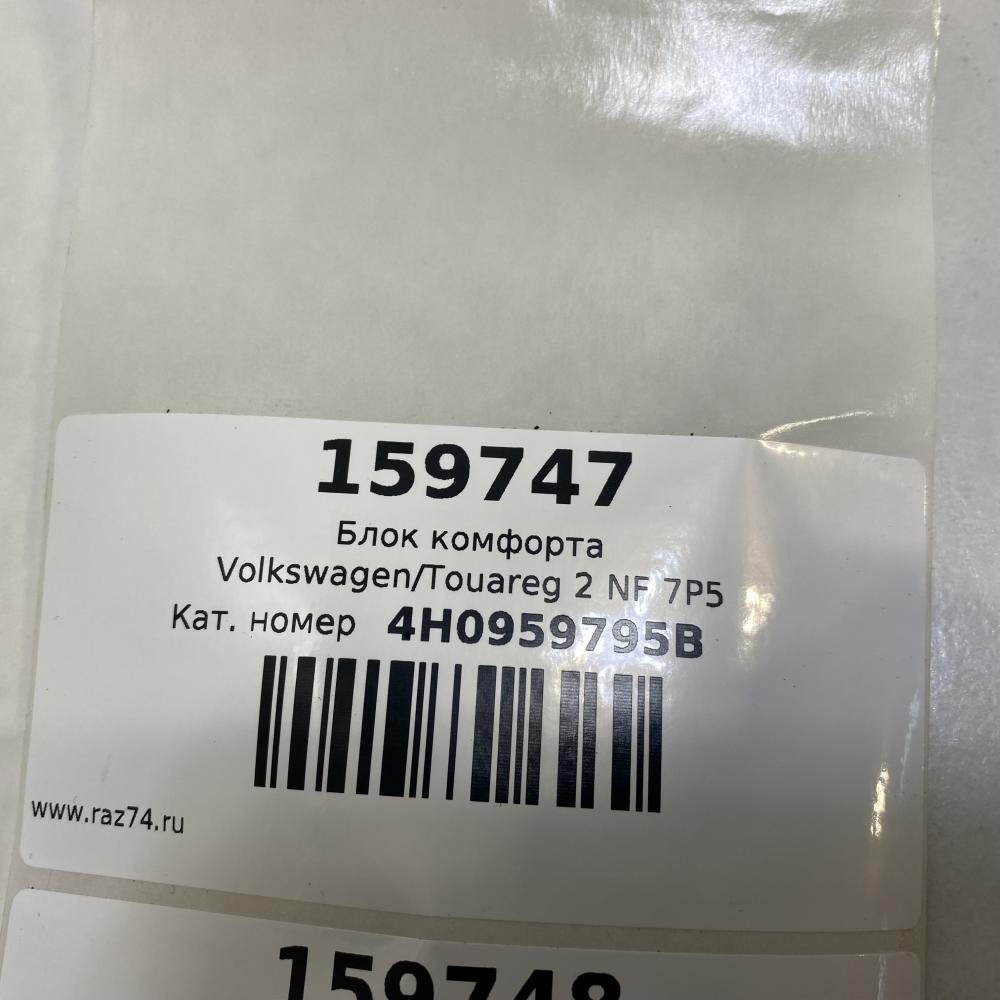 159747
Блок комфорта
Volkswagen/Touareg 2 NF 7P5
Кат. номер 4H0959795B
www.raz74.ru
159748